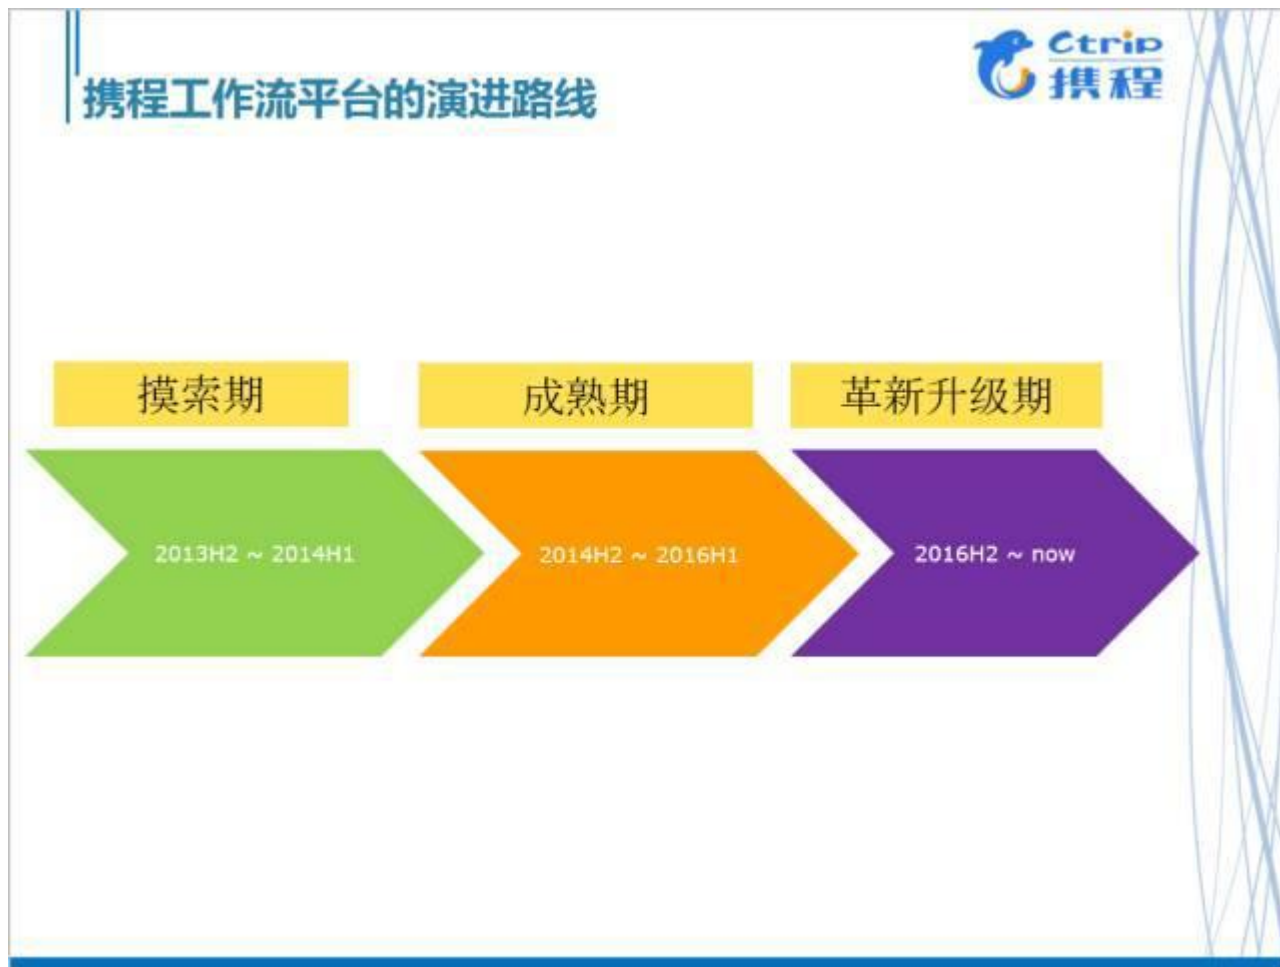 携程工作流平台的演进路线
Ctrip
携程
摸索期
成熟期
革新升级期
2013H2 ~ 2014H1
2014H2 ~ 2016H1
2016H2 ~ now